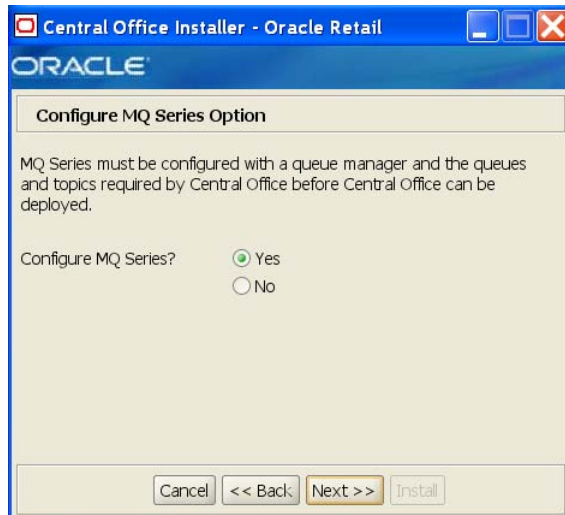 Central Office Installer - Oracle Retail
ORACLE
Configure MQ Series Option
MQ Series must be configured with a queue manager and the queues
and topics required by Central Office before Central Office can be
deployed.
Configure MQ Series? Yes
No
Cancel << Back Next >> Install